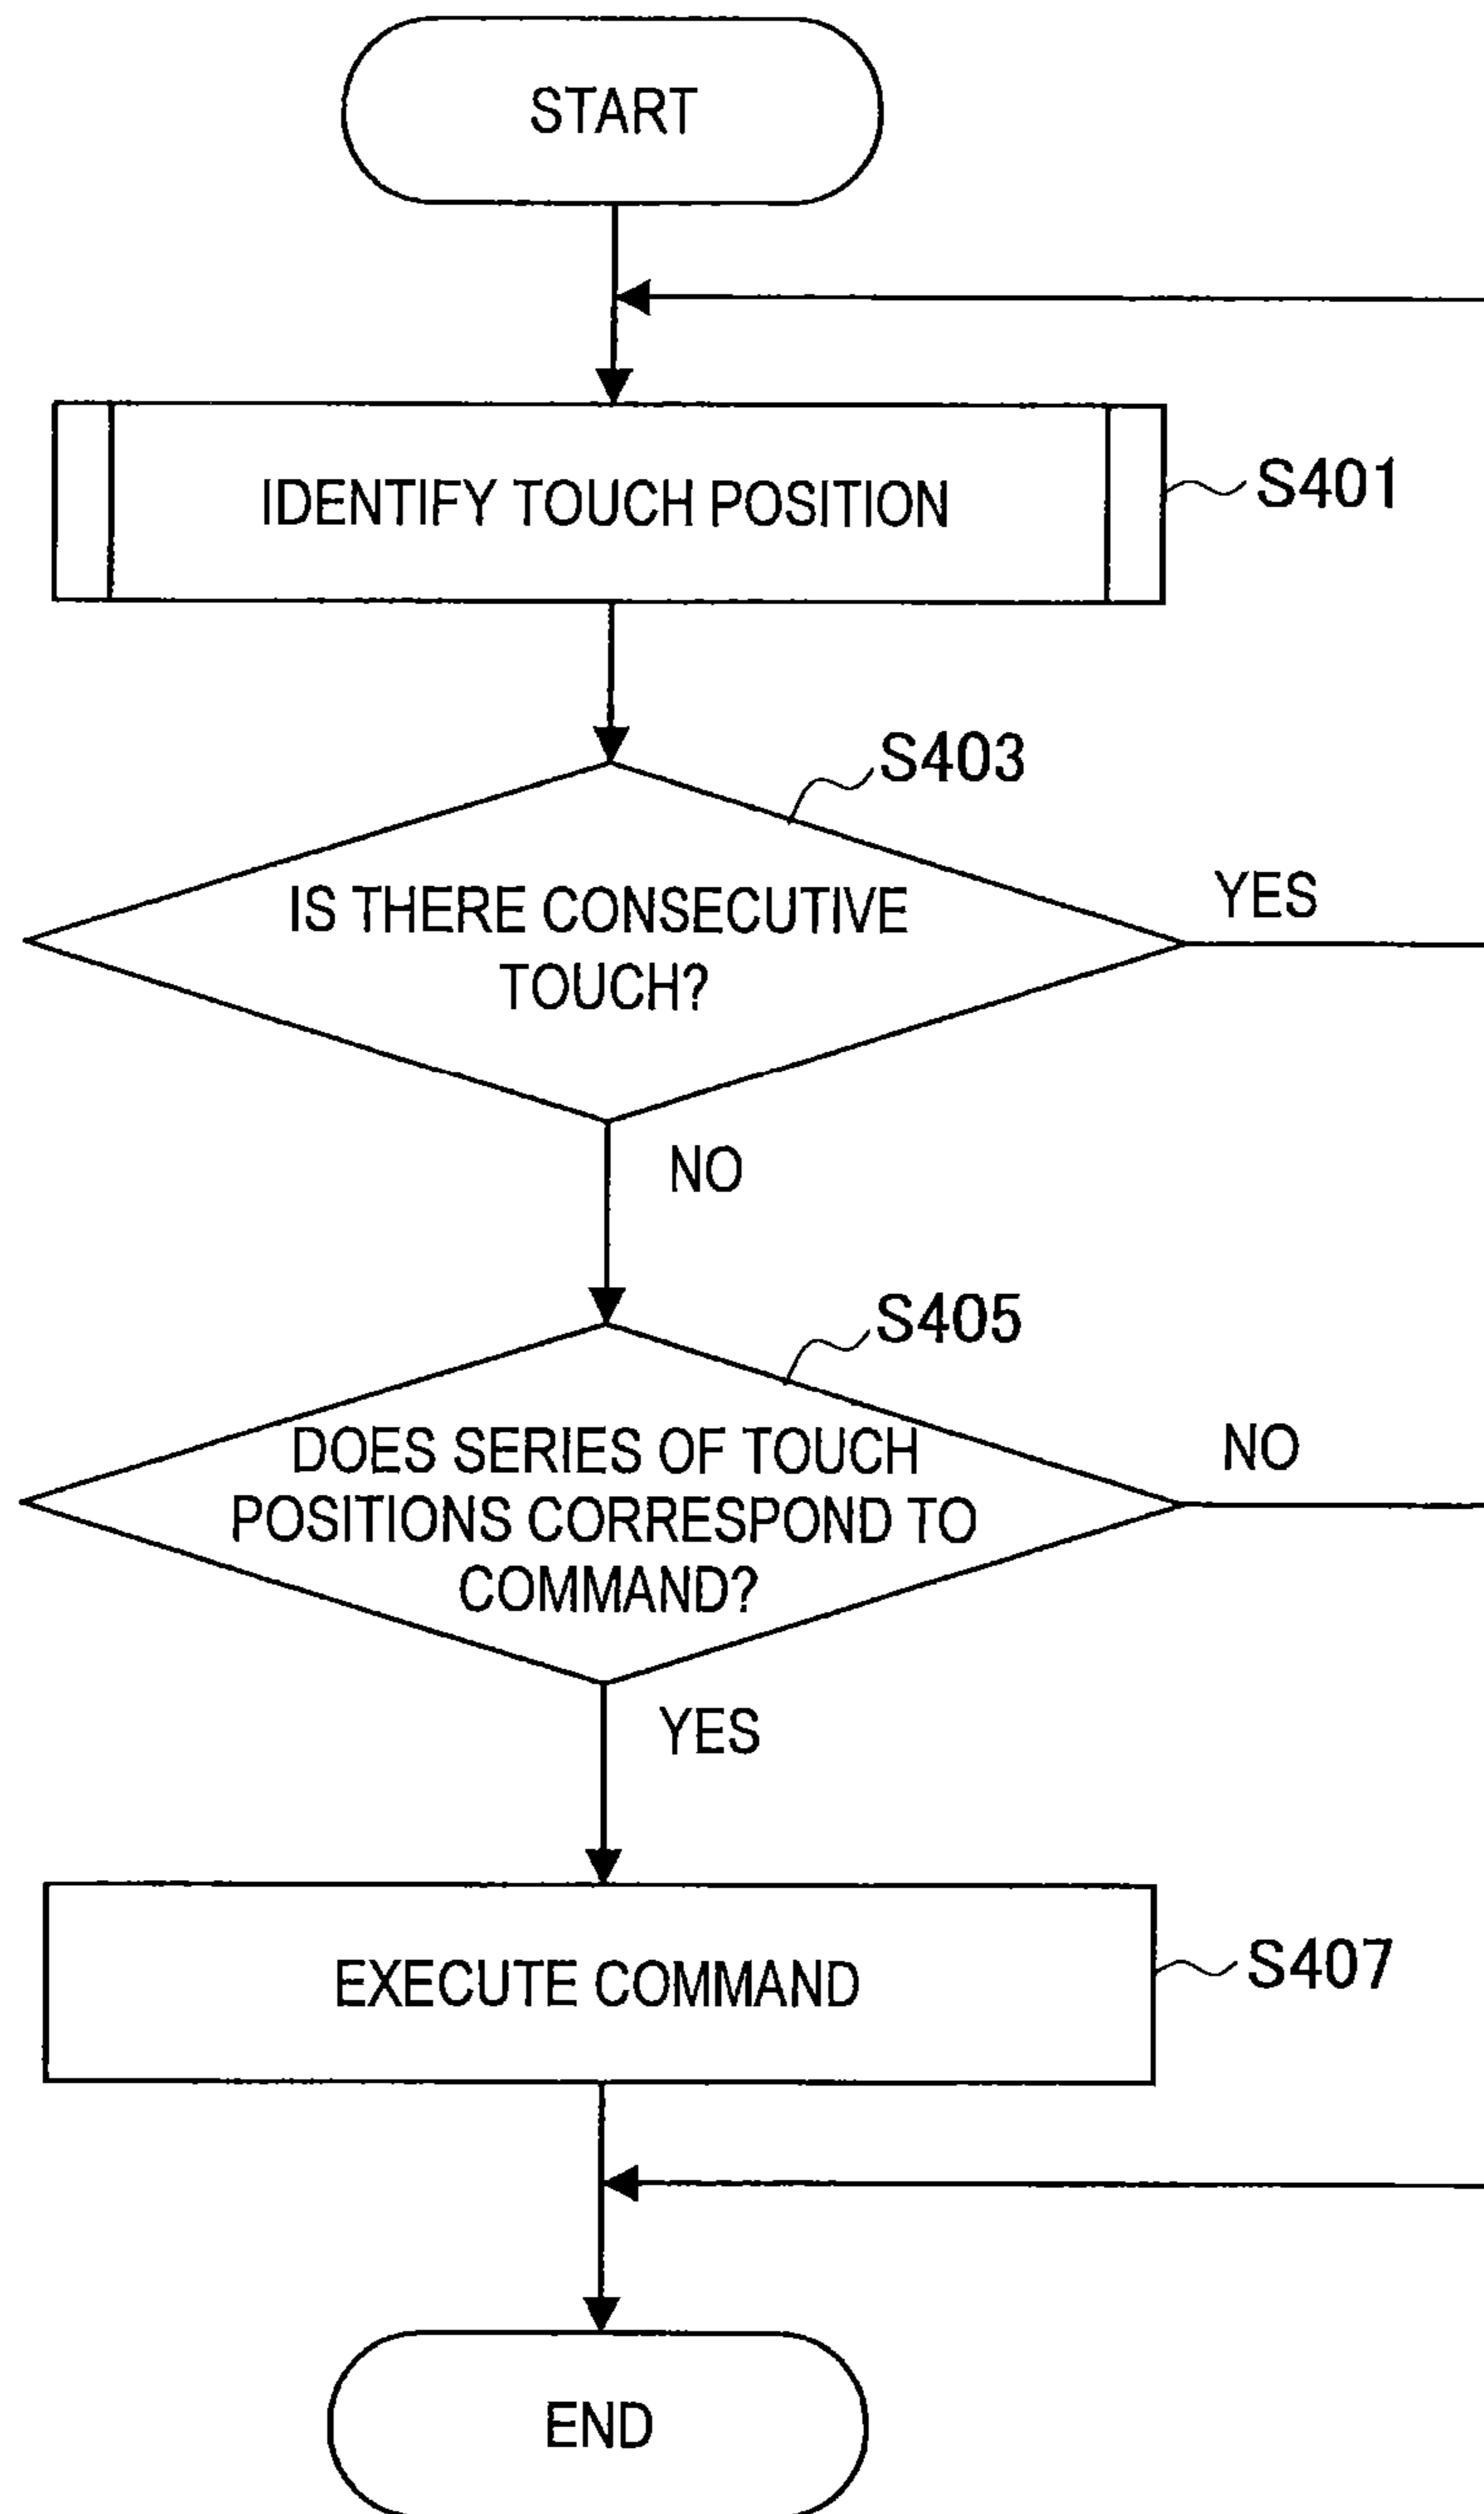 START
IDENTIFY TOUCH POSITION
S401
S403
IS THERE CONSECUTIVE
TOUCH?
YES
NO
S405
DOES SERIES OF TOUCH
POSITIONS CORRESPOND TO
COMMAND?
NO
YES
EXECUTE COMMAND
S407
END